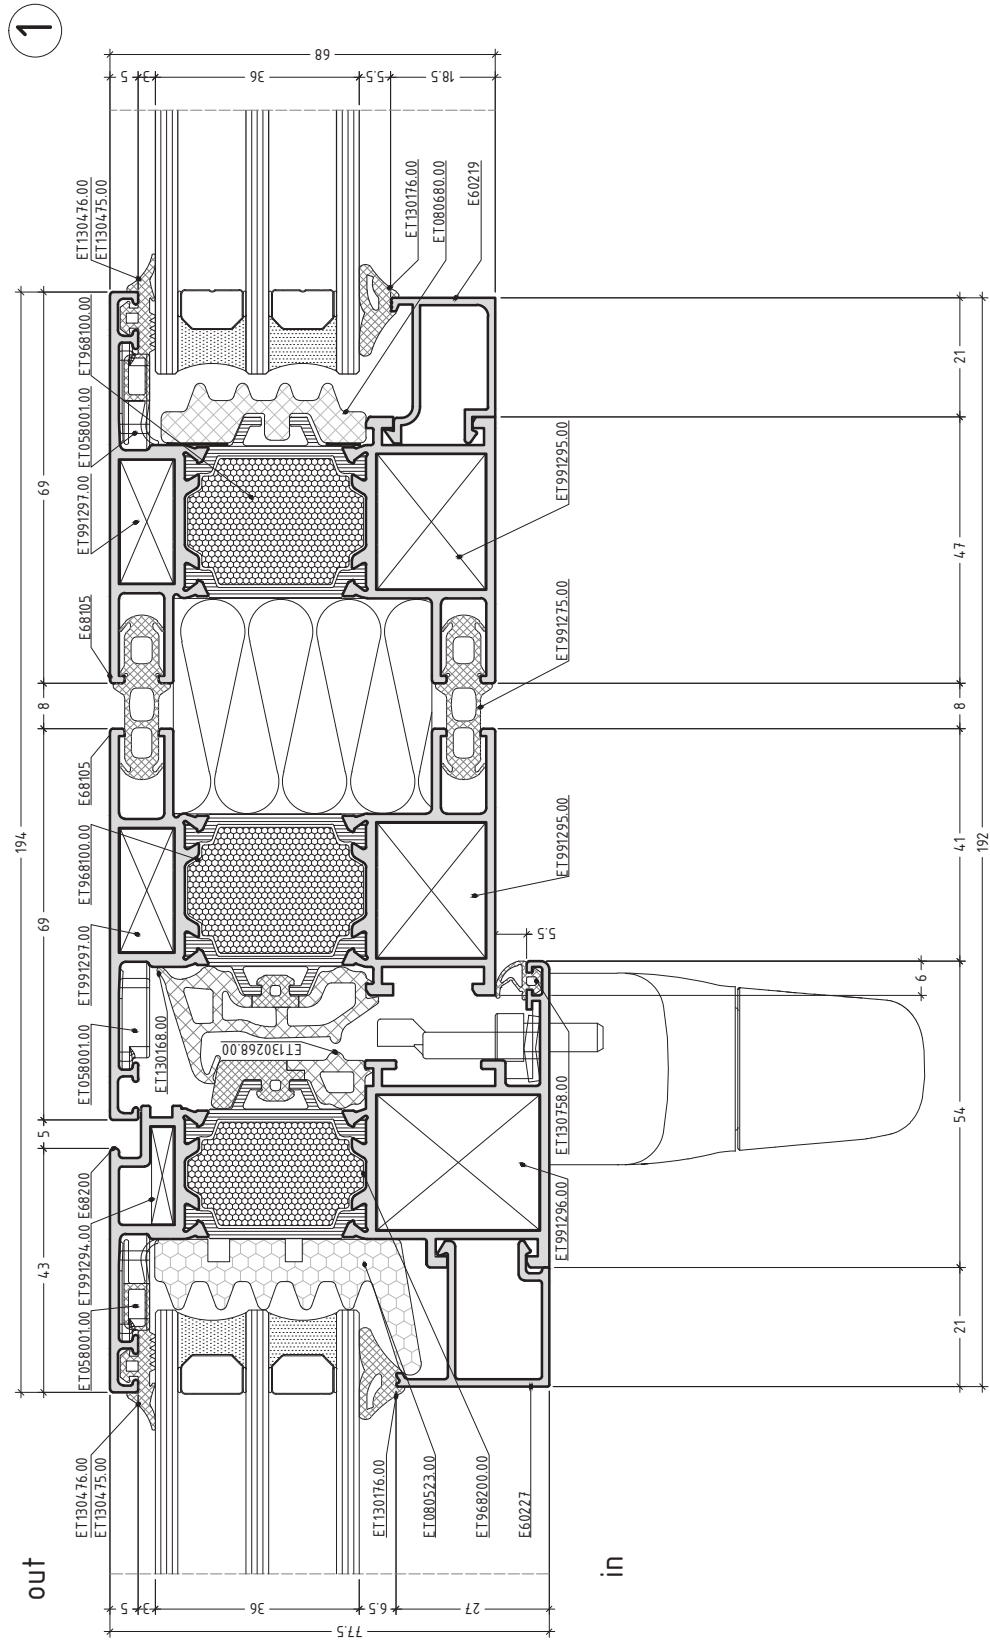 1
68
5
3
36
5.5
18.5
ET130476.00
ET130475.00
ET130176.00
ET080680.00
E60219
194
69
ET968100.00
ET058001.00
ET991297.00
E68105
ET991295.00
ET991275.00
21
47
8
8
69
E68105
ET968100.00
ET991297.00
ET058001.00
ET130168.00
ET130268.00
ET991295.00
5.5
6
41
192
ET130758.00
ET991296.00
54
5
43
E68200
ET991294.00
ET058001.00
21
ET130476.00
ET130475.00
ET130176.00
ET080523.00
ET968200.00
E60227
out
in
5
3
36
6.5
27
77.5